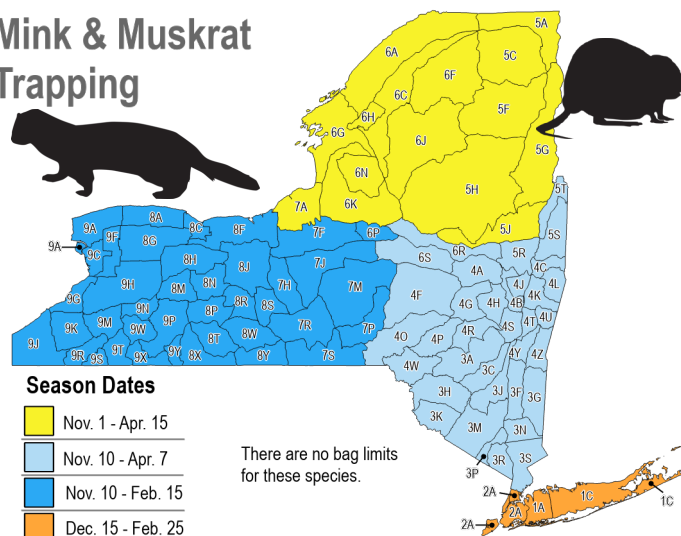 Mink & Muskrat
Trapping
5A
6A
5C
6F
6C
5F
6H
6G
6J
5G
6N
5H
6K
7A
5T
5J
9A
8A
8C
8F
7F
6P
5S
9F
8G
6R
5R
9A
9C
6S
8H
7J
4A
4C
8J
9H
8M
8N
7H
7M
4J
4L
9G
4F
4G
4H
4B
4K
8R
8S
9N
8P
9K
9M
9W
9P
7R
7P
4R
4S
4T
4U
9J
8T
8W
4O
4P
9R
9S
9T
9X
9Y
8X
8Y
7S
4W
3A
4Y
4Z
3C
3H
3J
3F
3G
3K
3M
3N
3P
3R
3S
Season Dates
Nov. 1 - Apr. 15
Nov. 10 - Apr. 7
Nov. 10 - Feb. 15
Dec. 15 - Feb. 25
There are no bag limits
for these species.
2A
2A
1A
1C
1C
2A